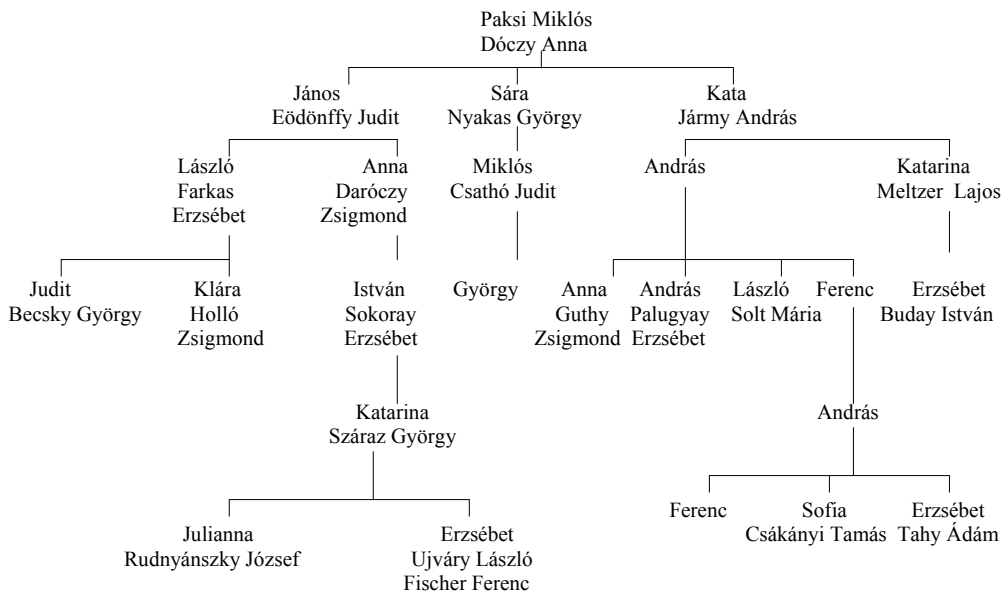 Paksi Miklós
Dóczy Anna
János
Eödönffy Judit
Sára
Nyakas György
Kata
Jármy András
László
Farkas
Erzsébet
Anna
Daróczy
Zsigmond
Miklós
Csathó Judit
András
Katarina
Meltzer Lajos
Judit
Becsky György
Klára
Holló
Zsigmond
István
Sokoray
Erzsébet
György
Anna
Guthy
Zsigmond
András
Palugyay
Erzsébet
László
Solt Mária
Ferenc
Erzsébet
Buday István
Katarina
Száraz György
András
Julianna
Rudnyánszky József
Erzsébet
Ujváry László
Fischer Ferenc
Ferenc
Sofia
Csákányi Tamás
Erzsébet
Tahy Ádám